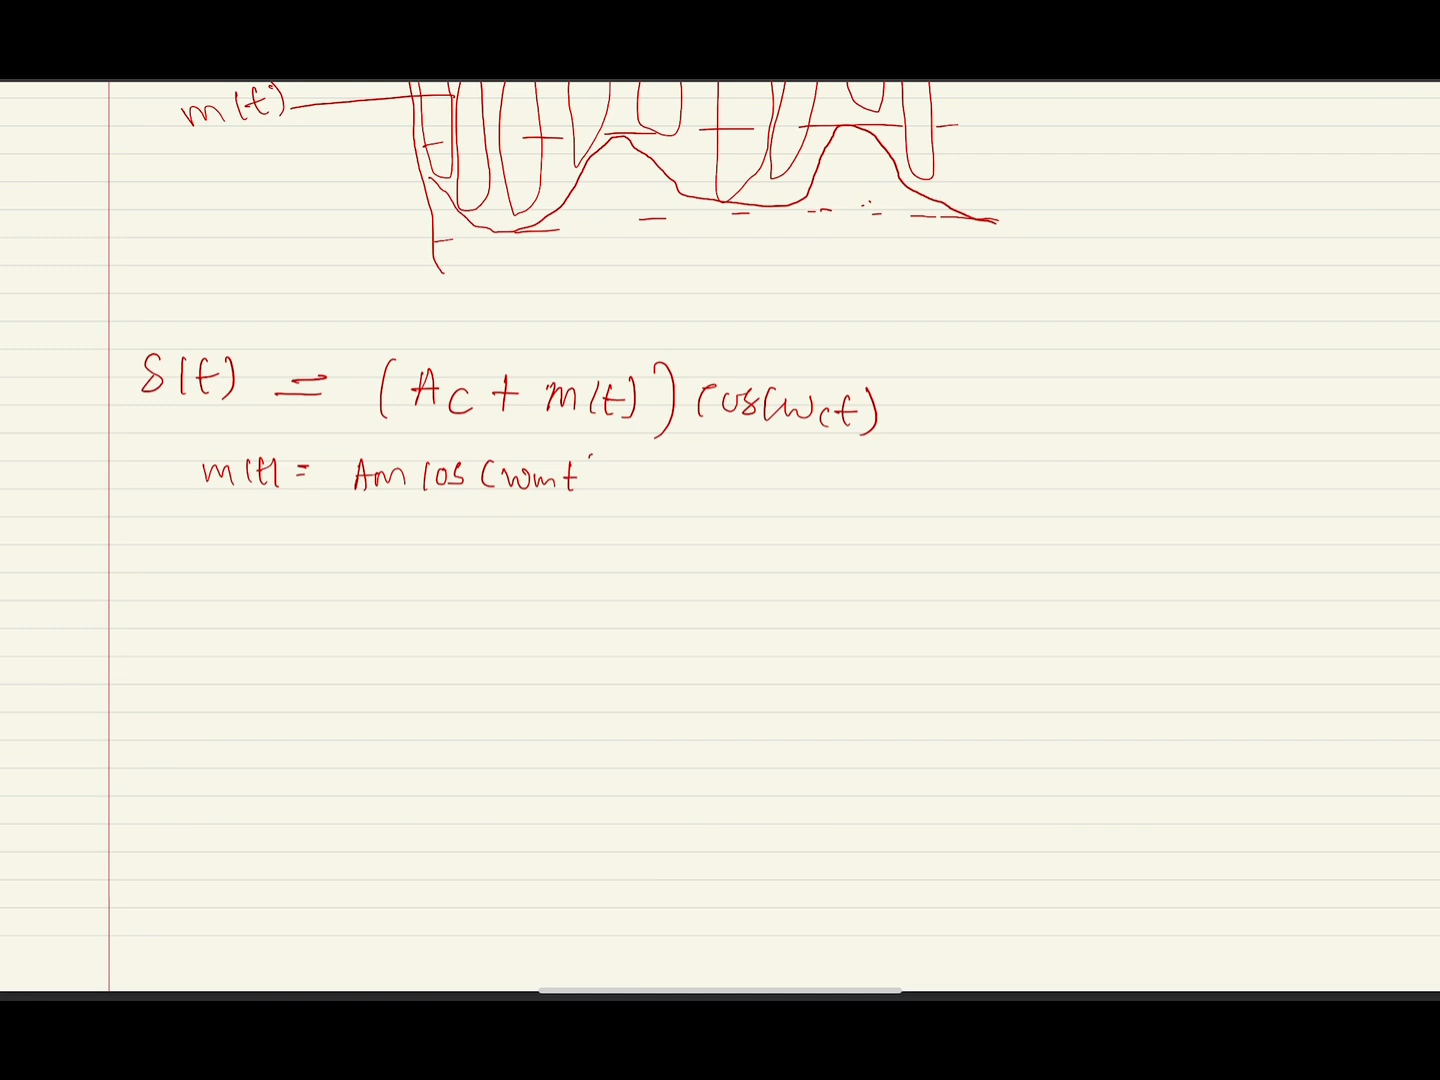 m(t)
S(t) = (Ac + m(t)) cos(wct)
m(t) = Am cos (wmt